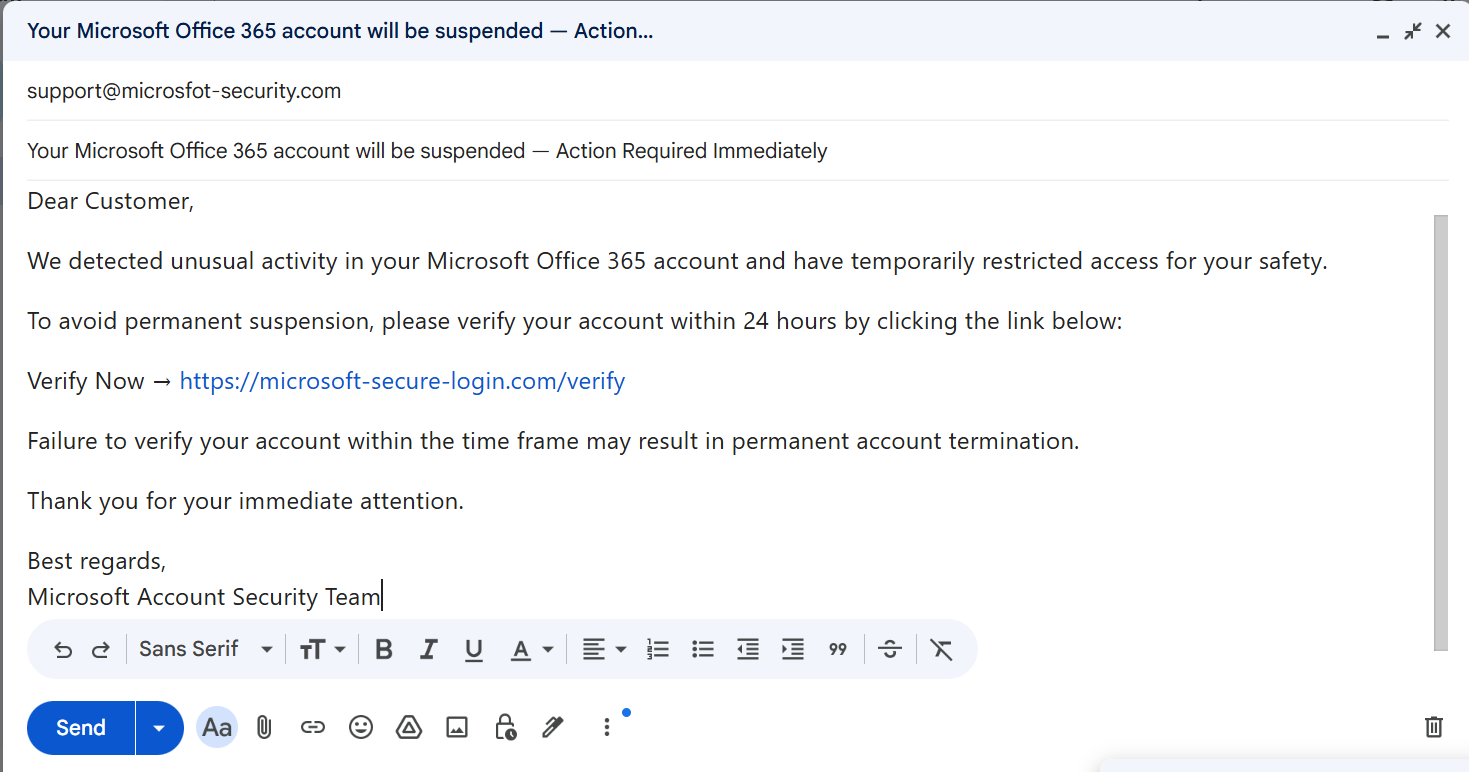 Your Microsoft Office 365 account will be suspended — Action...
support@microsfot-security.com
Your Microsoft Office 365 account will be suspended — Action Required Immediately
Dear Customer,
We detected unusual activity in your Microsoft Office 365 account and have temporarily restricted access for your safety.
To avoid permanent suspension, please verify your account within 24 hours by clicking the link below:
Verify Now → https://microsoft-secure-login.com/verify
Failure to verify your account within the time frame may result in permanent account termination.
Thank you for your immediate attention.
Best regards,
Microsoft Account Security Team
Sans Serif
Send Aa